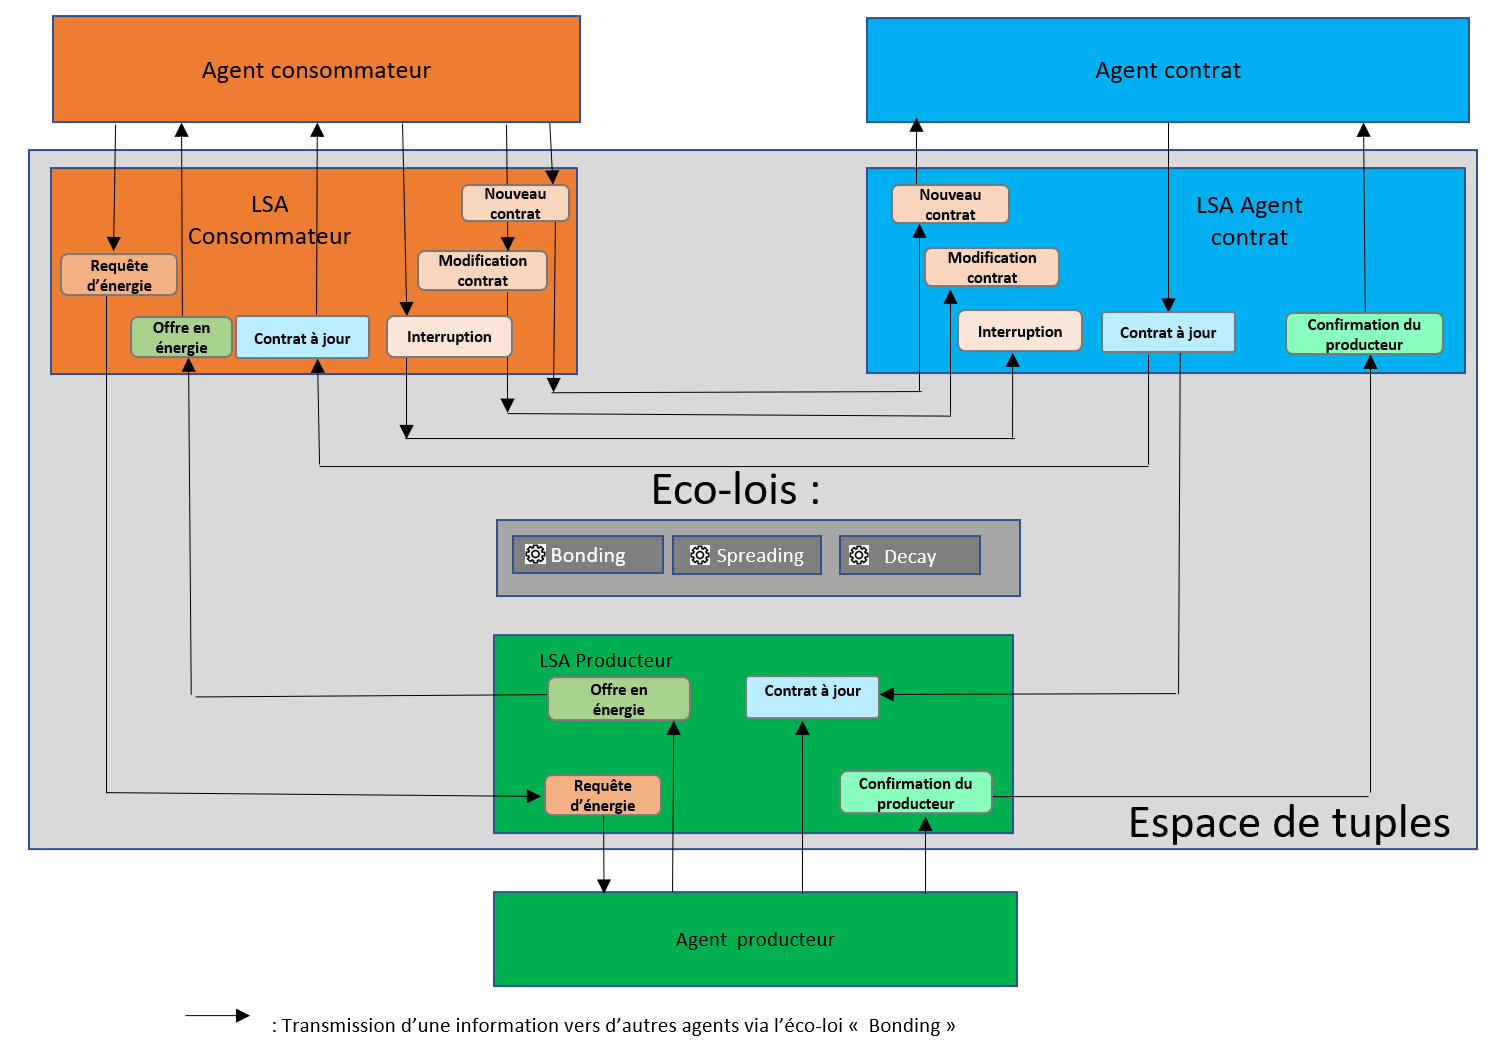 Agent consommateur
Agent contrat
LSA
Consommateur
Nouveau
contrat
Modification
contrat
Requête
d’énergie
Offre en
énergie
Contrat à jour
Interruption
LSA Agent
contrat
Nouveau
contrat
Modification
contrat
Interruption
Contrat à jour
Confirmation du
producteur
Eco-lois :
Bonding
Spreading
Decay
LSA Producteur
Offre en
énergie
Contrat à jour
Requête
d’énergie
Confirmation du
producteur
Espace de tuples
Agent producteur
: Transmission d’une information vers d’autres agents via l’éco-loi « Bonding »